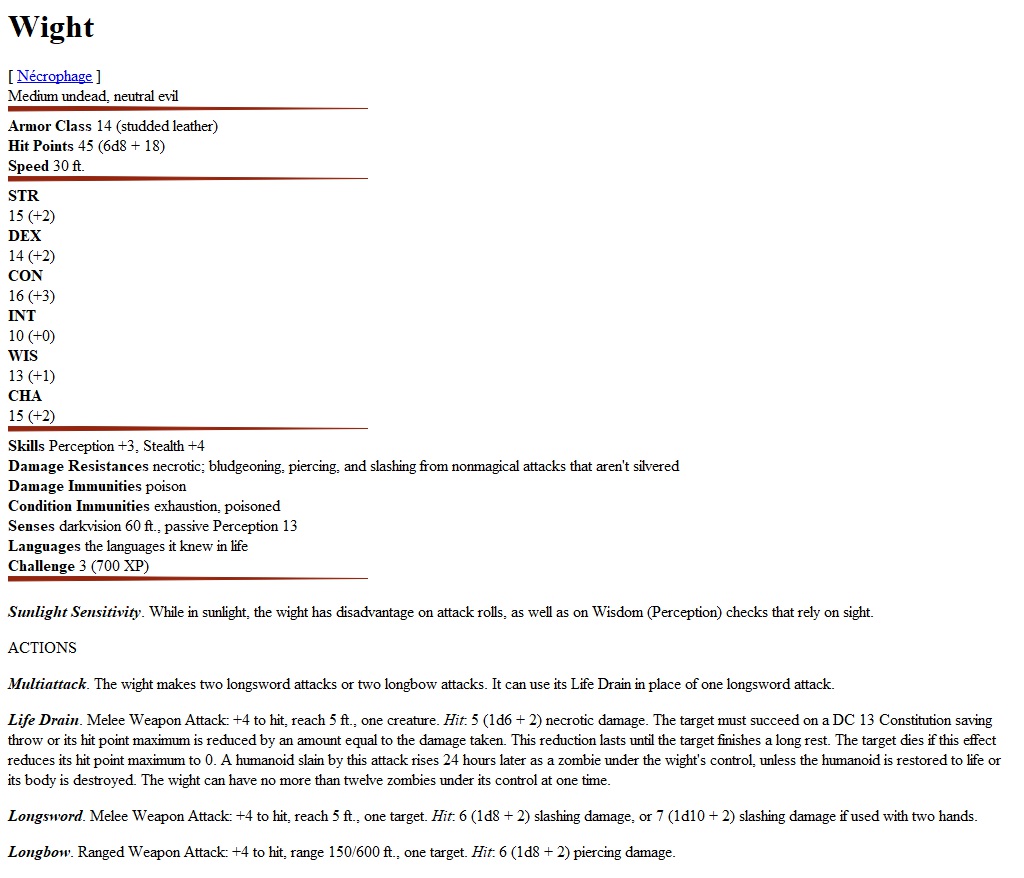 Wight
[ Nécrophage ]
Medium undead, neutral evil
Armor Class 14 (studded leather)
Hit Points 45 (6d8 + 18)
Speed 30 ft.
STR
15 (+2)
DEX
14 (+2)
CON
16 (+3)
INT
10 (+0)
WIS
13 (+1)
CHA
15 (+2)
Skills Perception +3, Stealth +4
Damage Resistances necrotic; bludgeoning, piercing, and slashing from nonmagical attacks that aren't silvered
Damage Immunities poison
Condition Immunities exhaustion, poisoned
Senses darkvision 60 ft., passive Perception 13
Languages the languages it knew in life
Challenge 3 (700 XP)
Sunlight Sensitivity. While in sunlight, the wight has disadvantage on attack rolls, as well as on Wisdom (Perception) checks that rely on sight.
ACTIONS
Multiattack. The wight makes two longsword attacks or two longbow attacks. It can use its Life Drain in place of one longsword attack.
Life Drain. Melee Weapon Attack: +4 to hit, reach 5 ft., one creature. Hit: 5 (1d6 + 2) necrotic damage. The target must succeed on a DC 13 Constitution saving
throw or its hit point maximum is reduced by an amount equal to the damage taken. This reduction lasts until the target finishes a long rest. The target dies if this effect
reduces its hit point maximum to 0. A humanoid slain by this attack rises 24 hours later as a zombie under the wight's control, unless the humanoid is restored to life or
its body is destroyed. The wight can have no more than twelve zombies under its control at one time.
Longsword. Melee Weapon Attack: +4 to hit, reach 5 ft., one target. Hit: 6 (1d8 + 2) slashing damage, or 7 (1d10 + 2) slashing damage if used with two hands.
Longbow. Ranged Weapon Attack: +4 to hit, range 150/600 ft., one target. Hit: 6 (1d8 + 2) piercing damage.